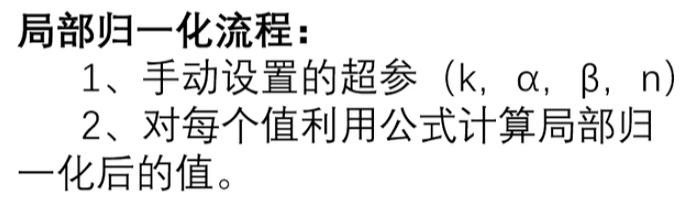 局部归一化流程：
1、手动设置的超参（k, α, β, n）
2、对每个值利用公式计算局部归
一化后的值。